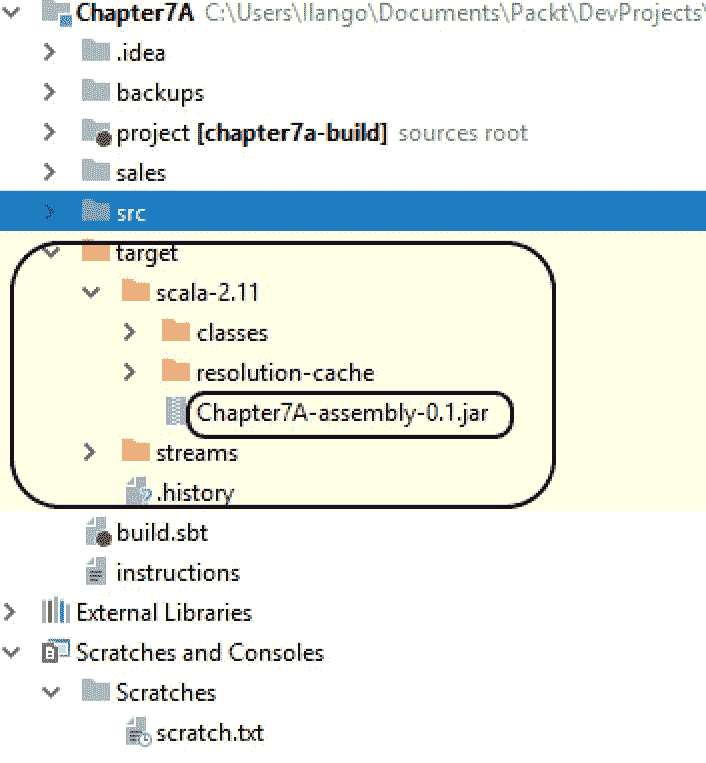 Chapter7A C:\Users\Ilango\Documents\Packt\DevProjects\
.idea
backups
project [chapter7a-build] sources root
sales
src
target
scala-2.11
classes
resolution-cache
Chapter7A-assembly-0.1.jar
streams
.history
build.sbt
instructions
External Libraries
Scratches and Consoles
Scratches
scratch.txt